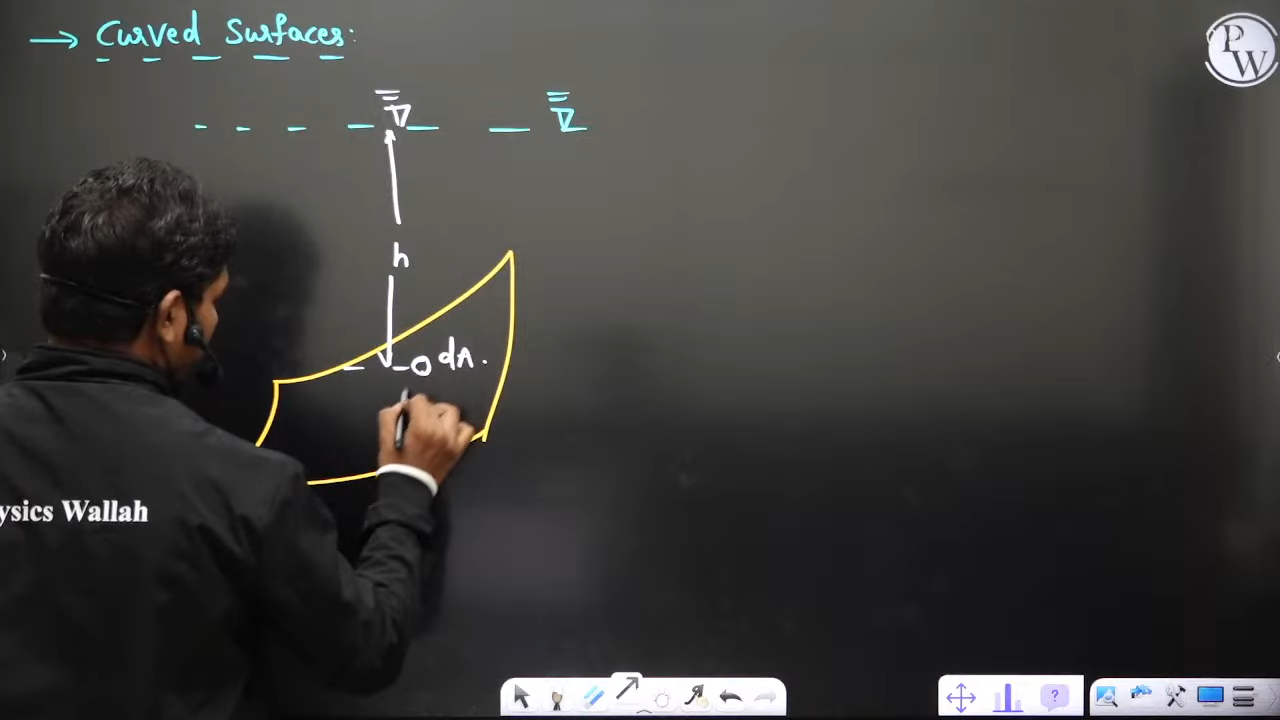 → Curved Surfaces:
PW
h
dA.
ysics Wallah